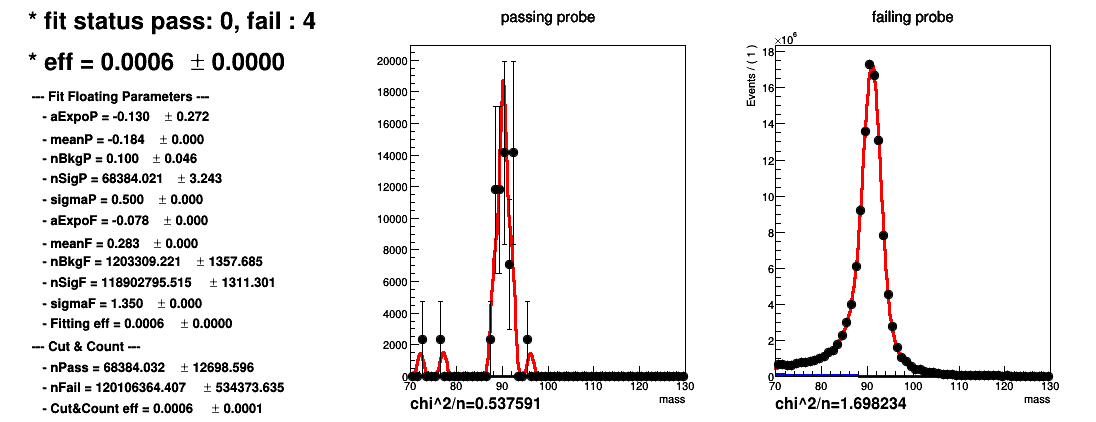 * fit status pass: 0, fail : 4
* eff = 0.0006 ± 0.0000
--- Fit Floating Parameters ---
- aExpoP = -0.130 ± 0.272
- meanP = -0.184 ± 0.000
- nBkgP = 0.100 ± 0.046
- nSigP = 68384.021 ± 3.243
- sigmaP = 0.500 ± 0.000
- aExpoF = -0.078 ± 0.000
- meanF = 0.283 ± 0.000
- nBkgF = 1203309.221 ± 1357.685
- nSigF = 118902795.515 ± 1311.301
- sigmaF = 1.350 ± 0.000
- Fitting eff = 0.0006 ± 0.0000
--- Cut & Count ---
- nPass = 68384.032 ± 12698.596
- nFail = 120106364.407 ± 534373.635
- Cut&Count eff = 0.0006 ± 0.0001
passing probe
20000
18000
16000
14000
12000
10000
8000
6000
4000
2000
0
70 80 90 100 110 120 130
mass
chi^2/n=0.537591
failing probe
×10^6
Events / ( 1 )
18
16
14
12
10
8
6
4
2
0
70 80 90 100 110 120 130
mass
chi^2/n=1.698234